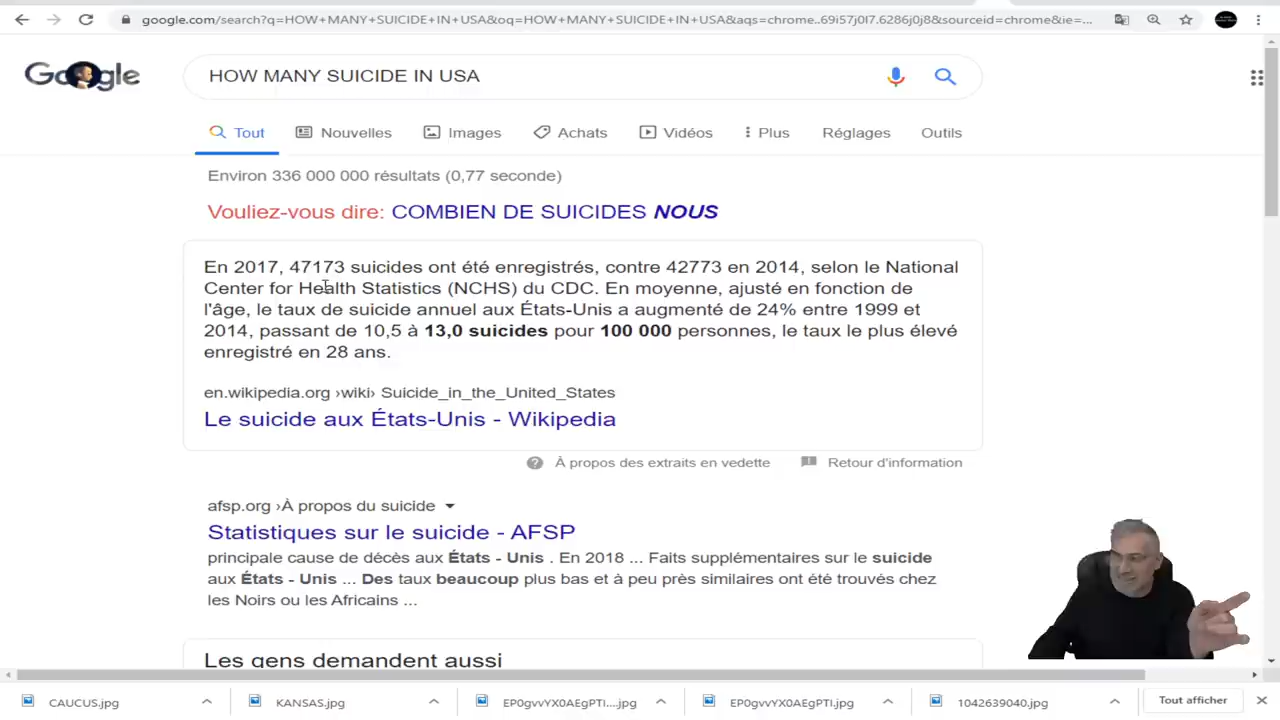 google.com/search?q=HOW+MANY+SUICIDE+IN+USA&oq=HOW+MANY+SUICIDE+IN+USA&aqs=chrome..69i57j0l7.6286j0j8&sourceid=chrome&ie=...
Google
HOW MANY SUICIDE IN USA
Tout Nouvelles Images Achats Vidéos Plus Réglages Outils
Environ 336 000 000 résultats (0,77 seconde)
Vouliez-vous dire: COMBIEN DE SUICIDES NOUS
En 2017, 47173 suicides ont été enregistrés, contre 42773 en 2014, selon le National
Center for Health Statistics (NCHS) du CDC. En moyenne, ajusté en fonction de
l'âge, le taux de suicide annuel aux États-Unis a augmenté de 24% entre 1999 et
2014, passant de 10,5 à 13,0 suicides pour 100 000 personnes, le taux le plus élevé
enregistré en 28 ans.
en.wikipedia.org ›wiki› Suicide_in_the_United_States
Le suicide aux États-Unis - Wikipedia
À propos des extraits en vedette Retour d'information
afsp.org ›À propos du suicide
Statistiques sur le suicide - AFSP
principale cause de décès aux États - Unis . En 2018 ... Faits supplémentaires sur le suicide
aux États - Unis ... Des taux beaucoup plus bas et à peu près similaires ont été trouvés chez
les Noirs ou les Africains ...
Les gens demandent aussi
CAUCUS.jpg KANSAS.jpg EP0gvvYX0AEgPTI....jpg EP0gvvYX0AEgPTI.jpg 1042639040.jpg Tout afficher